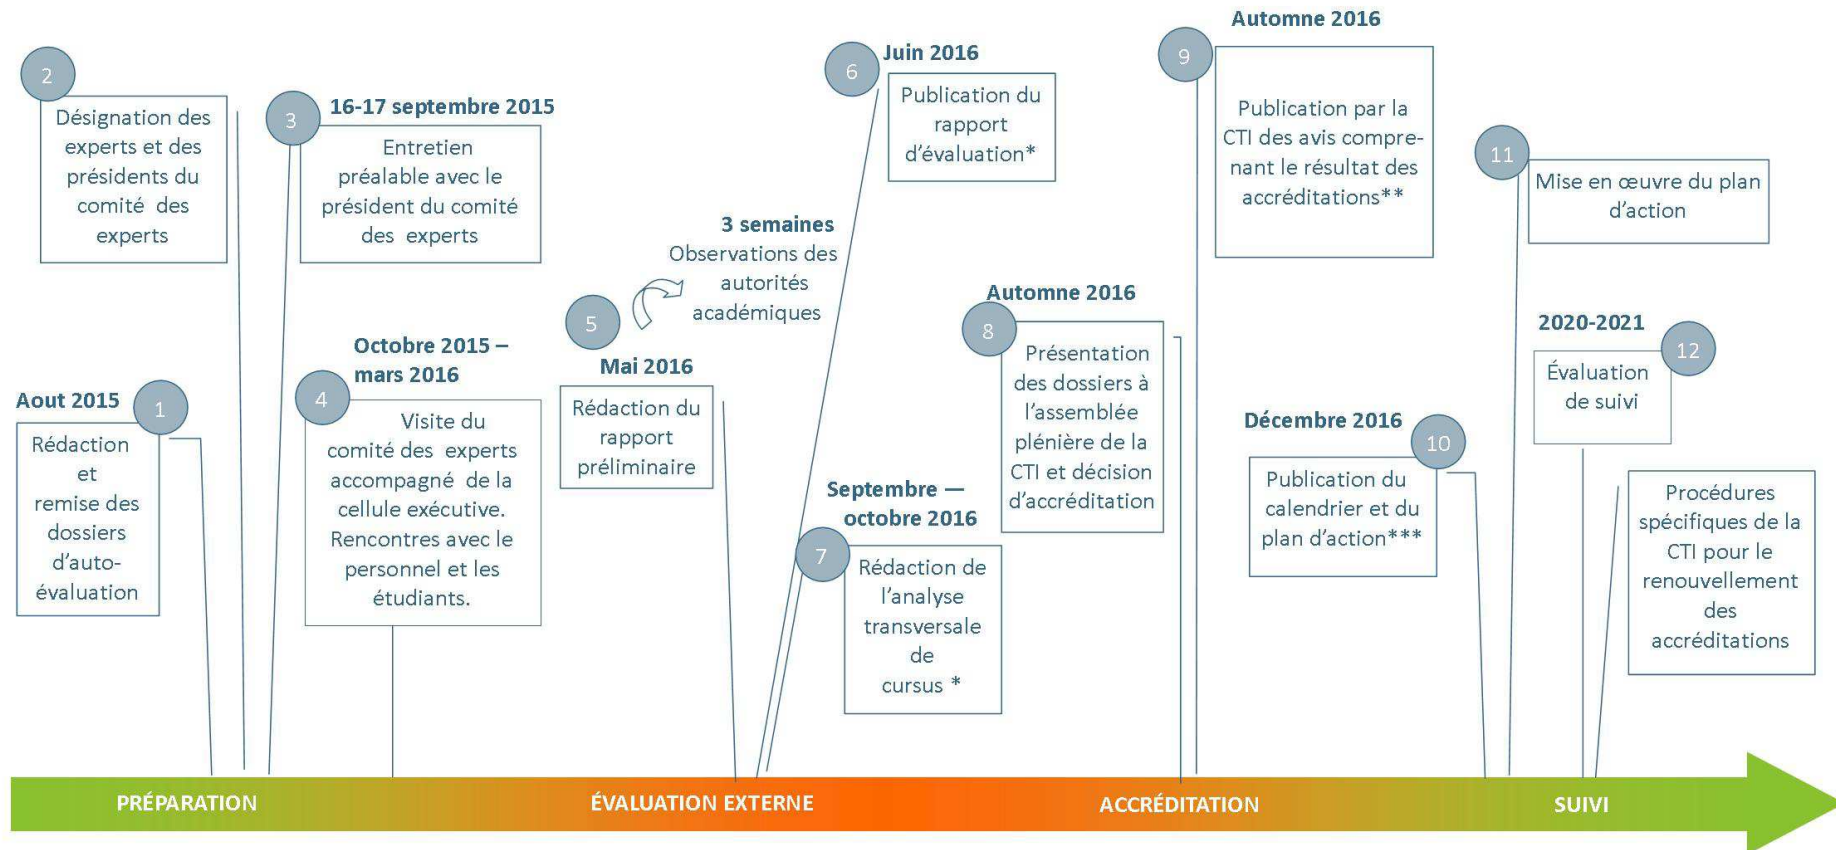 Aout 2015
1
Rédaction
et
remise des
dossiers
d'auto-
évaluation
2
Désignation des
experts et des
présidents du
comité des
experts
3
16-17 septembre 2015
Entretien
préalable avec le
président du comité
des experts
Octobre 2015 –
mars 2016
4
Visite du
comité des experts
accompagné de la
cellule exécutive.
Rencontres avec le
personnel et les
étudiants.
5
Mai 2016
Rédaction du
rapport
préliminaire
3 semaines
Observations des
autorités
académiques
6
Juin 2016
Publication du
rapport
d'évaluation*
Septembre —
octobre 2016
7
Rédaction de
l'analyse
transversale
de
cursus *
Automne 2016
8
Présentation
des dossiers à
l'assemblée
plénière de la
CTI et décision
d'accréditation
Automne 2016
9
Publication par la
CTI des avis compre-
nant le résultat des
accréditations**
Décembre 2016
10
Publication du
calendrier et du
plan d'action***
11
Mise en œuvre du plan
d'action
2020-2021
12
Évaluation
de suivi
Procédures
spécifiques de la
CTI pour le
renouvellement
des
accréditations
PRÉPARATION
ÉVALUATION EXTERNE
ACCRÉDITATION
SUIVI